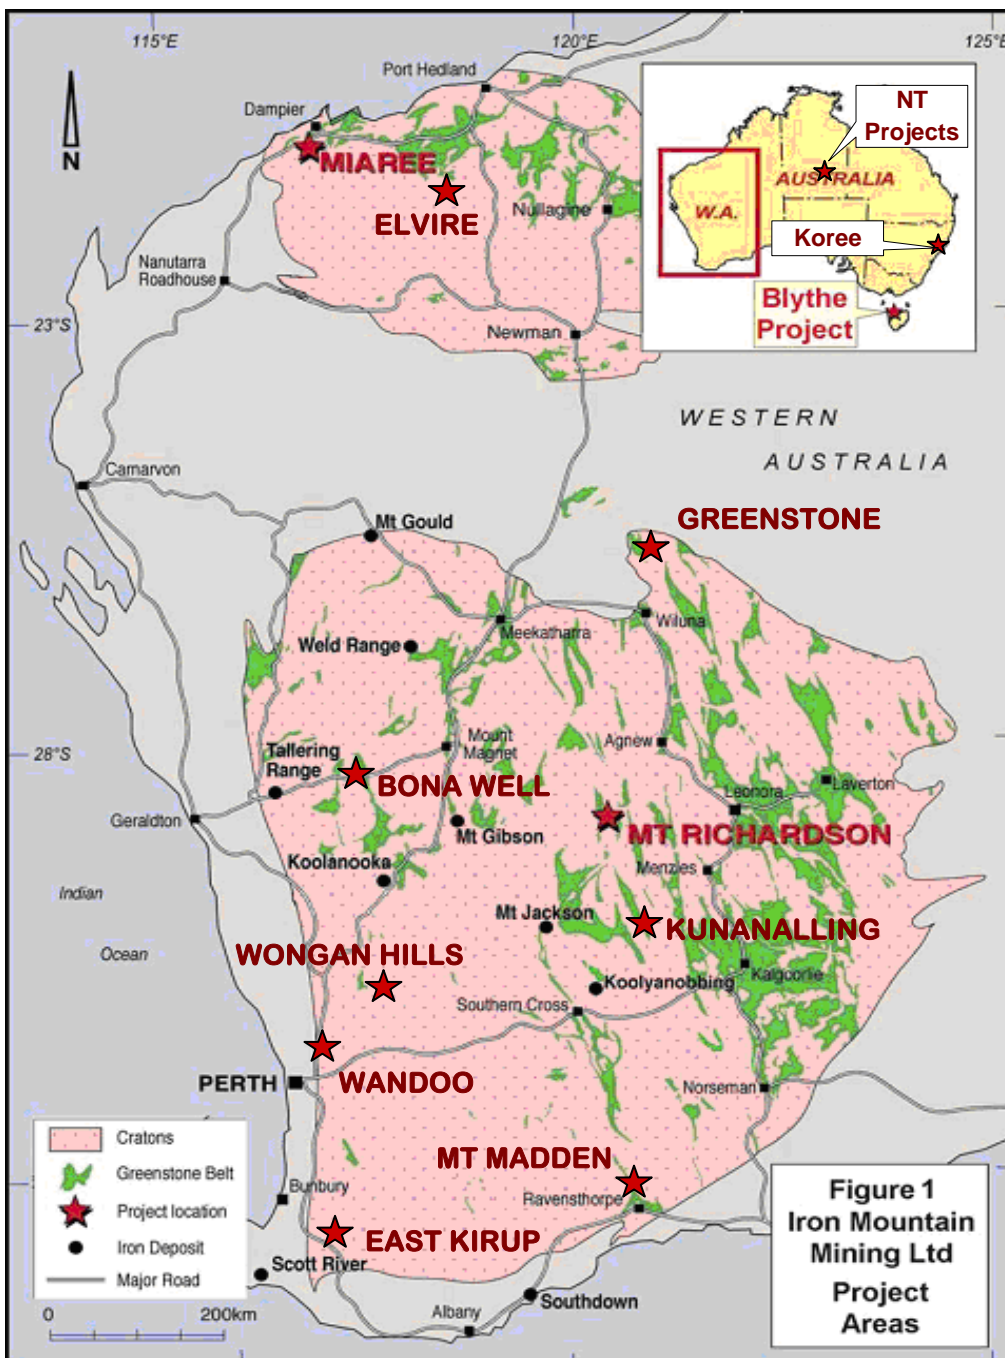 115°E
120°E
125°E
Port Hedland
Dampier
N
MIAREE
ELVIRE
Nullagine
Nanutarra
Roadhouse
23°S
Newman
NT
Projects
AUSTRALIA
W.A.
Koree
Blythe
Project
WESTERN
AUSTRALIA
Carnarvon
Mt Gould
GREENSTONE
Meekatharra
Wiluna
Weld Range
28°S
Tallering
Range
Mount
Magnet
Agnew
BONA WELL
Leonora
Laverton
Geraldton
Mt Gibson
MT RICHARDSON
Koolanooka
Menzies
Indian
Ocean
Mt Jackson
KUNANALLING
WONGAN HILLS
Kalgoorlie
Koolyanobbing
Southern Cross
PERTH
WANDOO
Norseman
Cratons
Greenstone Belt
Project location
Iron Deposit
Major Road
0 200km
Bunbury
MT MADDEN
Ravensthorpe
EAST KIRUP
Scott River
Albany
Southdown
Figure 1
Iron Mountain
Mining Ltd
Project
Areas